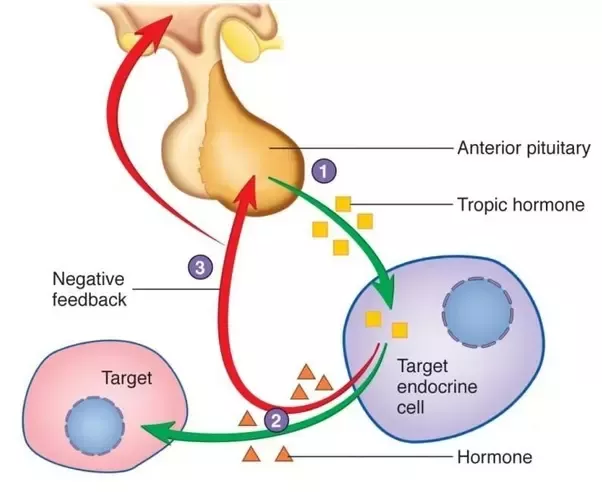 1
Anterior pituitary
Tropic hormone
3
Negative
feedback
Target
Target
endocrine
cell
2
Hormone